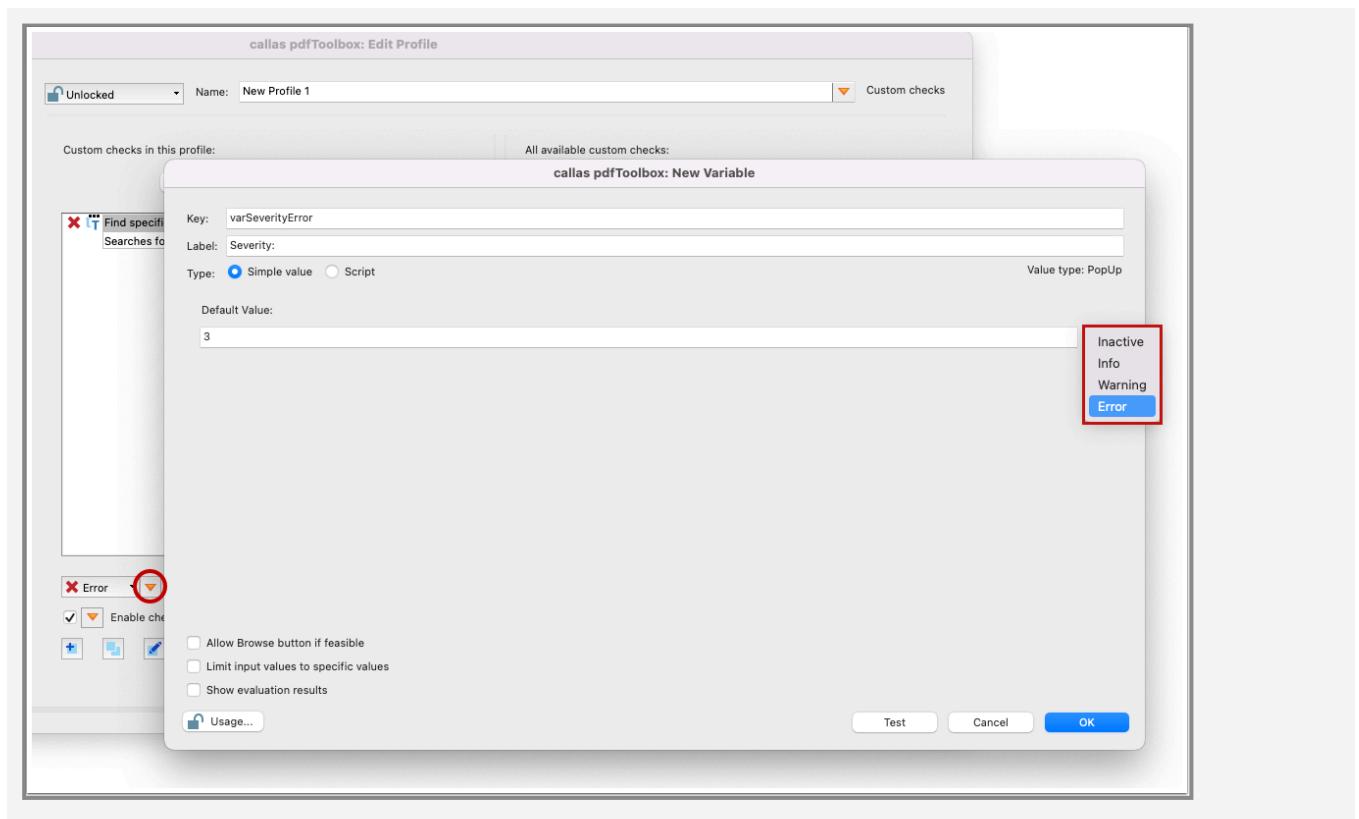 callas pdfToolbox: Edit Profile
Unlocked
Name:
New Profile 1
Custom checks
Custom checks in this profile:
All available custom checks:
callas pdfToolbox: New Variable
Find specifi
Searches fo
Key:
varSeverityError
Label:
Severity:
Type:
Simple value
Script
Value type: PopUp
Default Value:
3
Inactive
Info
Warning
Error
Error
Enable che
Allow Browse button if feasible
Limit input values to specific values
Show evaluation results
Usage...
Test
Cancel
OK